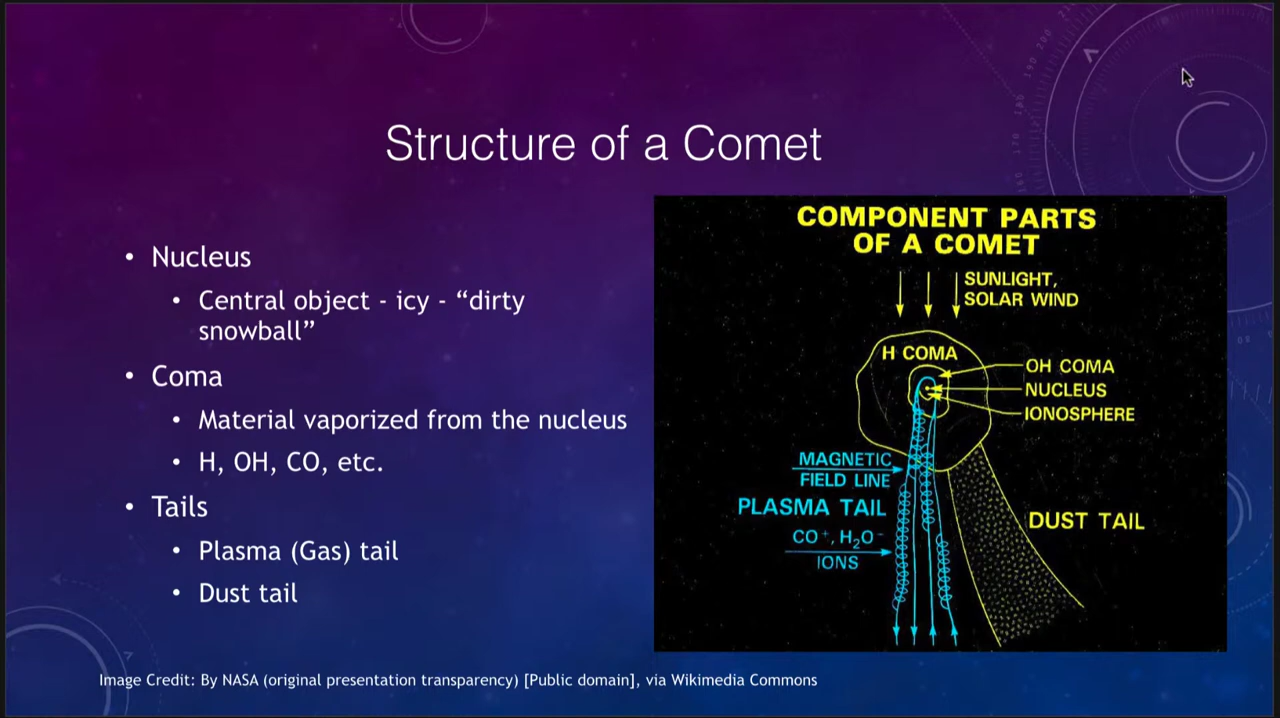 Structure of a Comet
• Nucleus
• Central object - icy - “dirty
snowball”
• Coma
• Material vaporized from the nucleus
• H, OH, CO, etc.
• Tails
• Plasma (Gas) tail
• Dust tail
COMPONENT PARTS
OF A COMET
SUNLIGHT,
SOLAR WIND
H COMA
OH COMA
NUCLEUS
IONOSPHERE
MAGNETIC
FIELD LINE
PLASMA TAIL
CO⁺, H₂O⁻
IONS
DUST TAIL
Image Credit: By NASA (original presentation transparency) [Public domain], via Wikimedia Commons